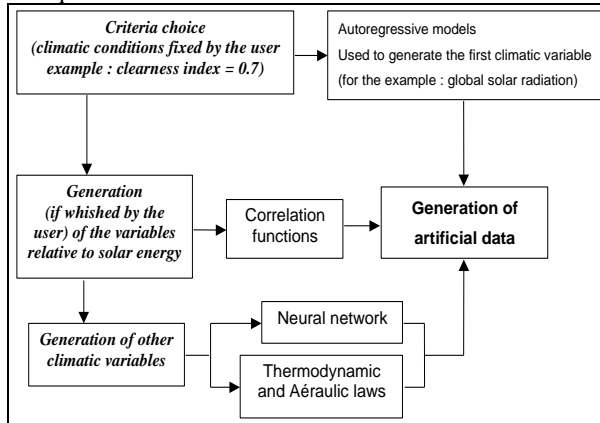 Criteria choice
(climatic conditions fixed by the user
example : clearness index = 0.7)
Autoregressive models
Used to generate the first climatic variable
(for the example : global solar radiation)
Generation
(if whished by the
user) of the variables
relative to solar energy
Correlation
functions
Generation of
artificial data
Generation of other
climatic variables
Neural network
Thermodynamic
and Aéraulic laws